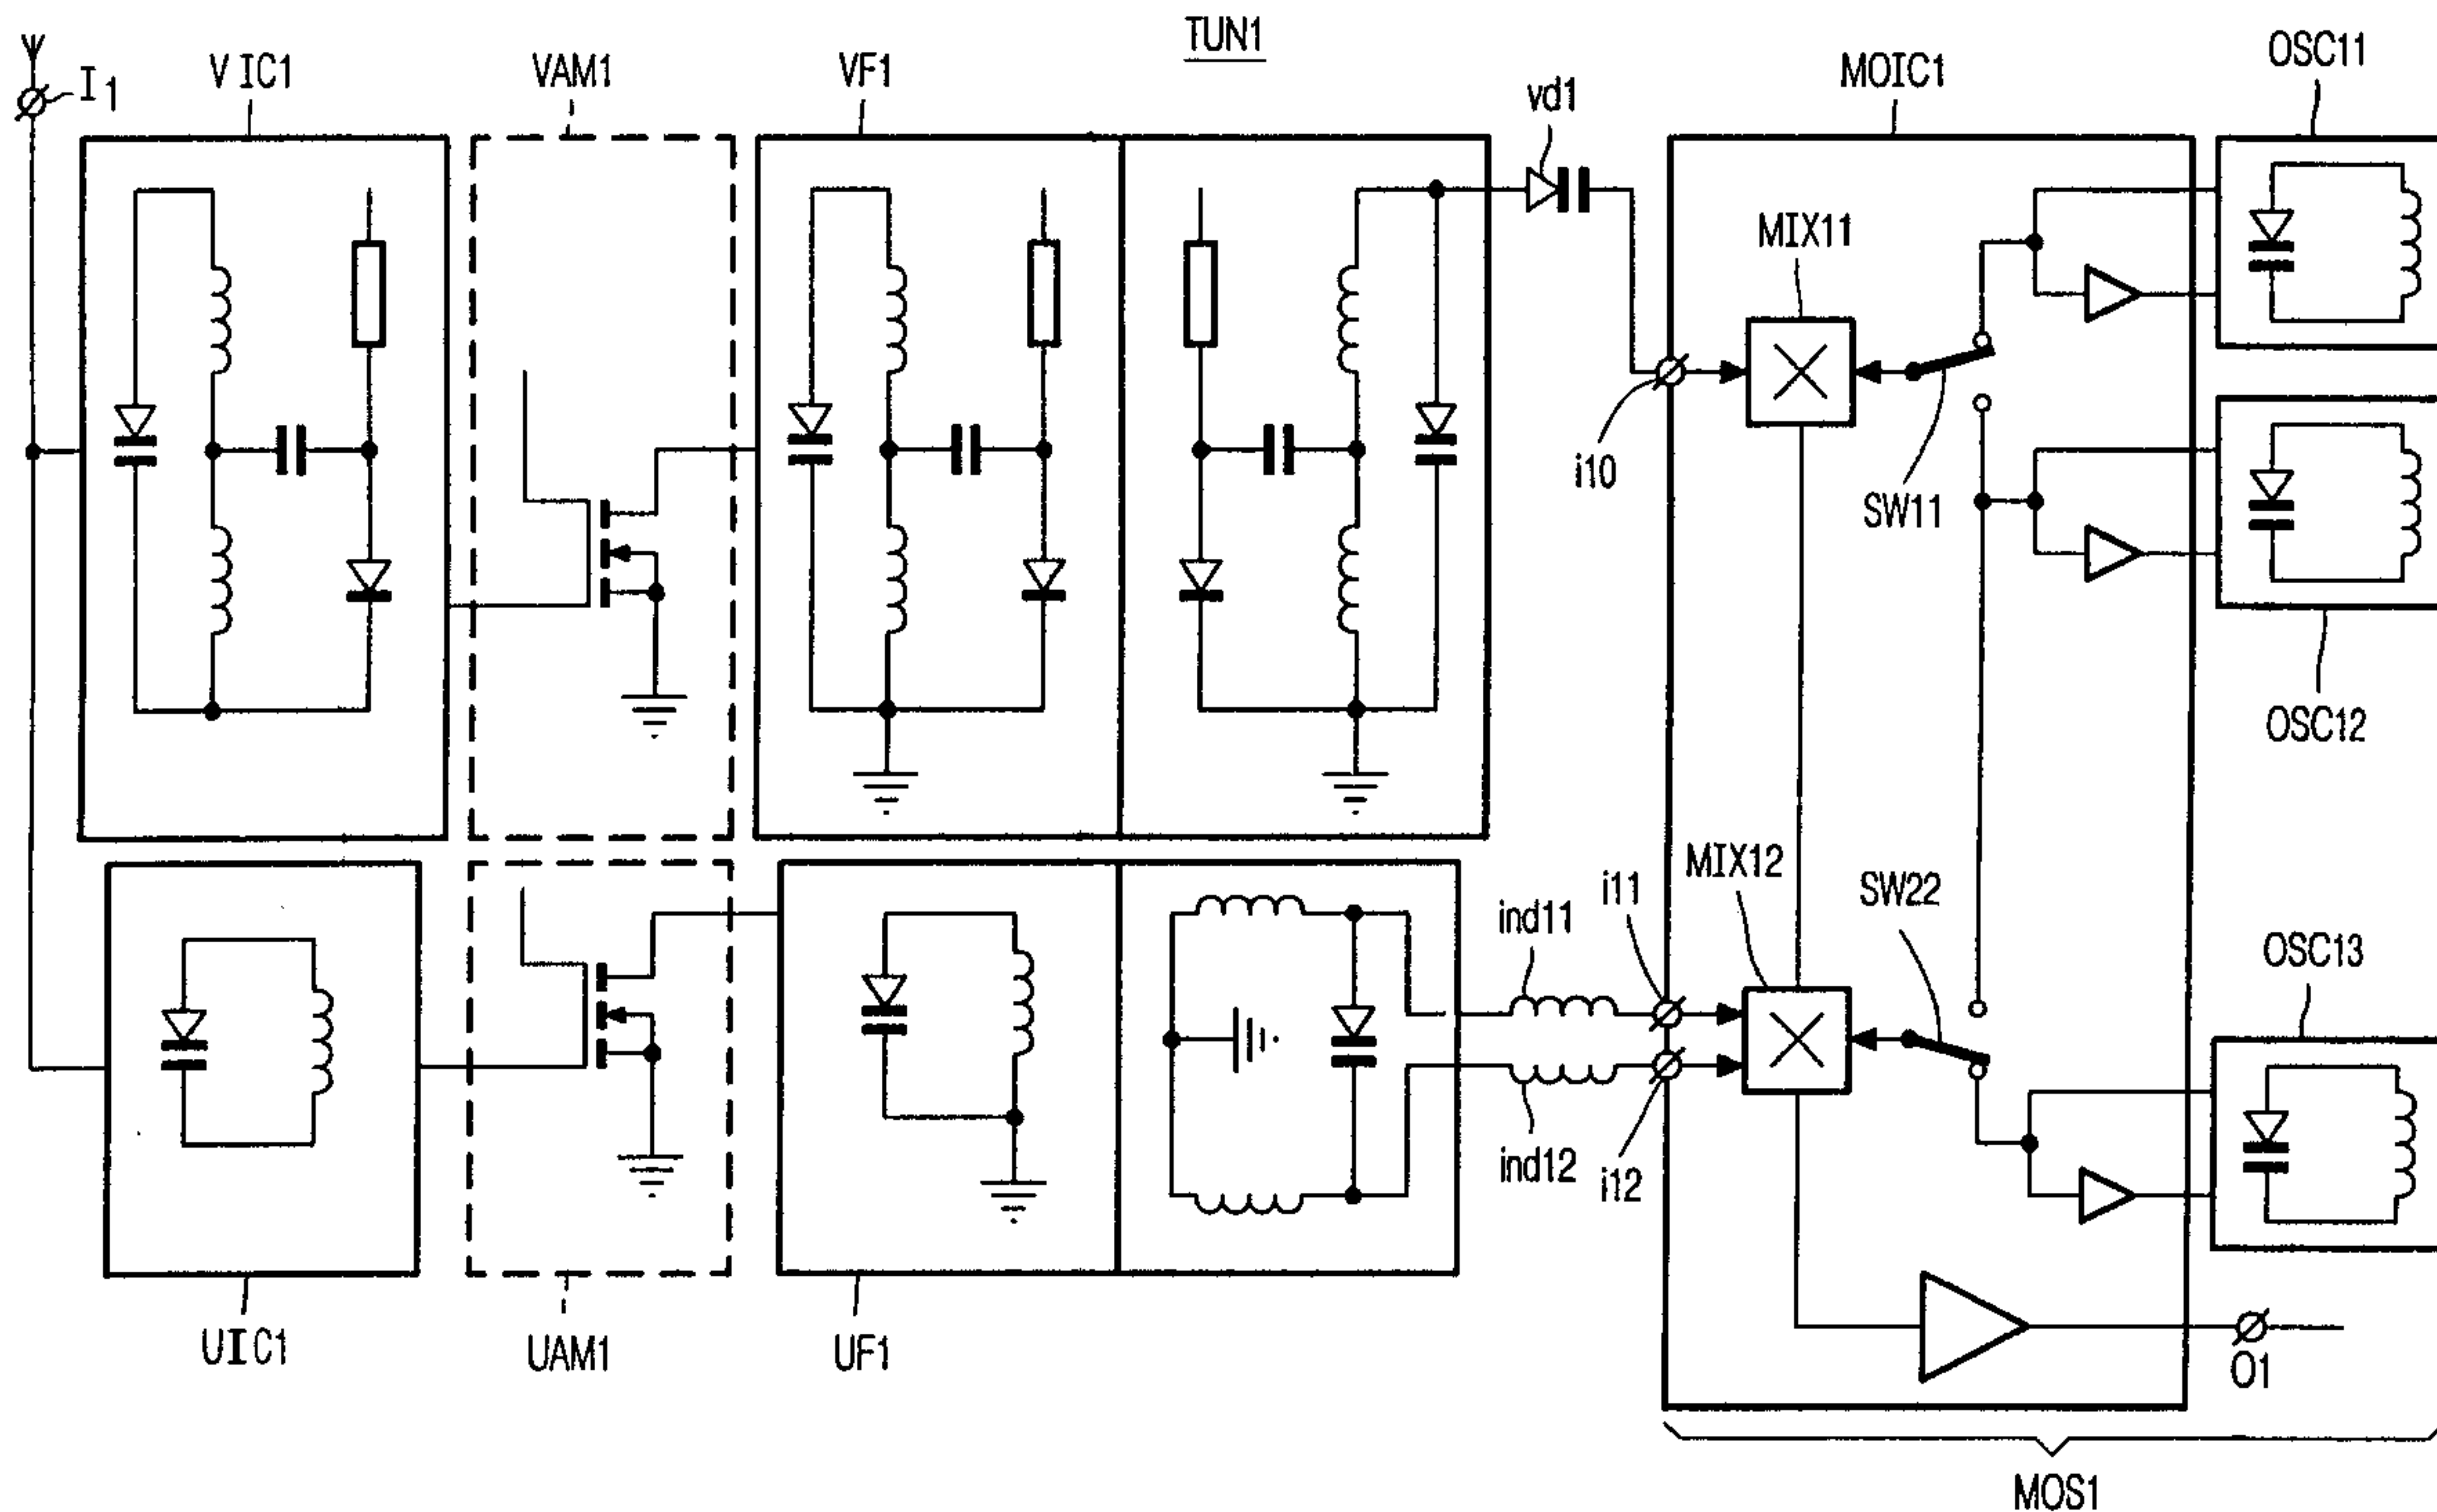 TUN1
I1
VIC1
VAM1
VF1
vd1
MOIC1
OSC11
MIX11
i10
SW11
OSC12
MIX12
SW22
i11
ind11
OSC13
ind12
i12
UIC1
UAM1
UF1
O1
MOS1